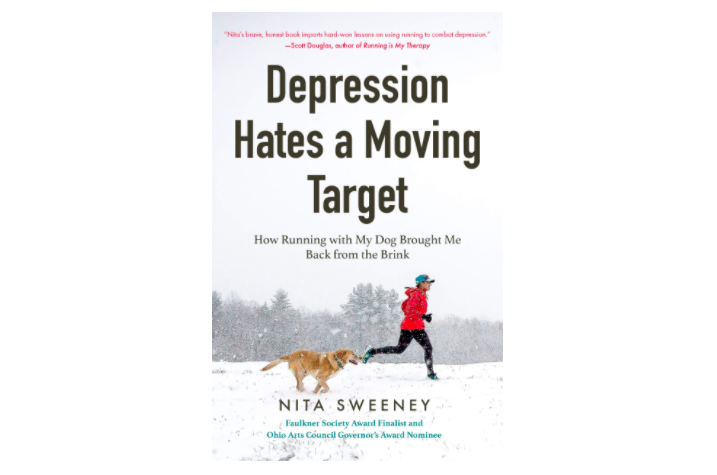 "Nita's brave, honest book imparts hard-won lessons on using running to combat depression."
—Scott Douglas, author of Running is My Therapy
Depression
Hates a Moving
Target
How Running with My Dog Brought Me
Back from the Brink
NITA SWEENEY
Faulkner Society Award Finalist and
Ohio Arts Council Governor's Award Nominee